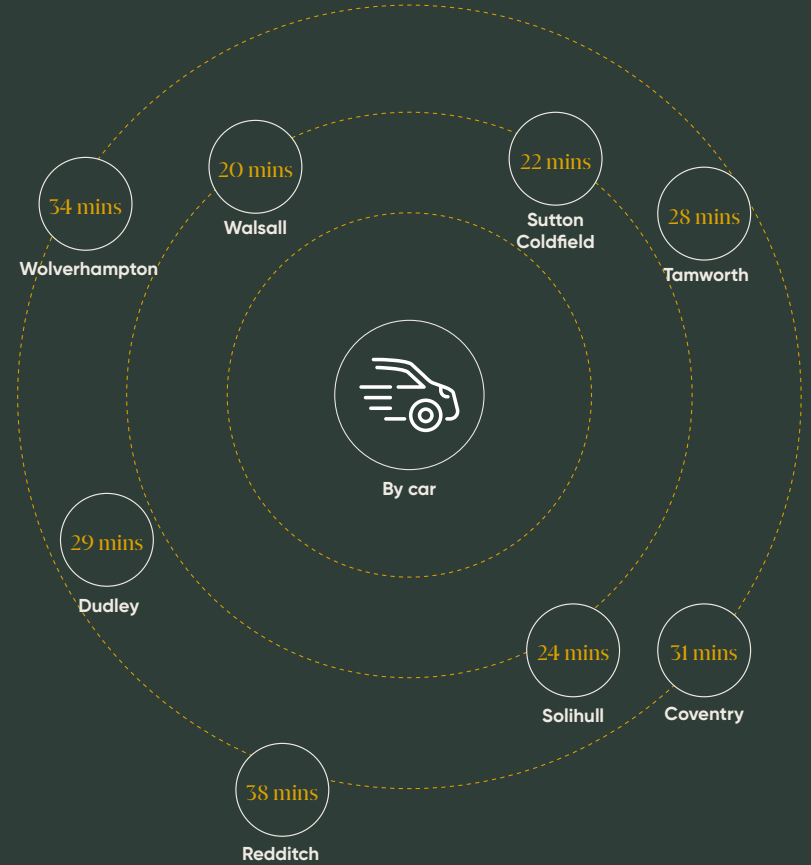 20 mins
Walsall
22 mins
Sutton
Coldfield
34 mins
Wolverhampton
28 mins
Tamworth
By car
29 mins
Dudley
24 mins
Solihull
31 mins
Coventry
38 mins
Redditch